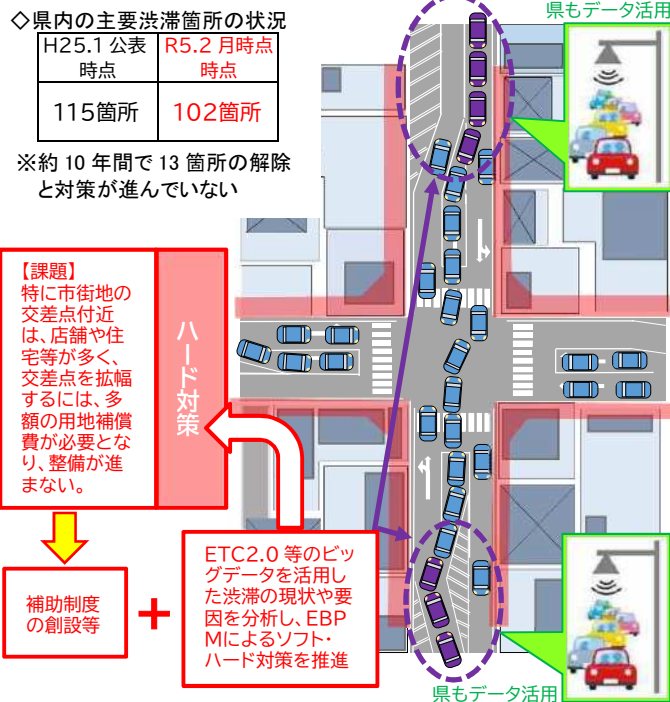 ◇県内の主要渋滞箇所の状況
H25.1 公表
時点
R5.2 月時点
時点
115箇所
102箇所
※約 10 年間で 13 箇所の解除
と対策が進んでいない
県もデータ活用
【課題】
特に市街地の
交差点付近
は、店舗や住
宅等が多く、
交差点を拡幅
するには、多
額の用地補償
費が必要とな
り、整備が進
まない。
ハード対策
補助制度
の創設等
+
ETC2.0 等のビッ
グデータを活用し
た渋滞の現状や要
因を分析し、EBP
Mによるソフト・
ハード対策を推進
県もデータ活用